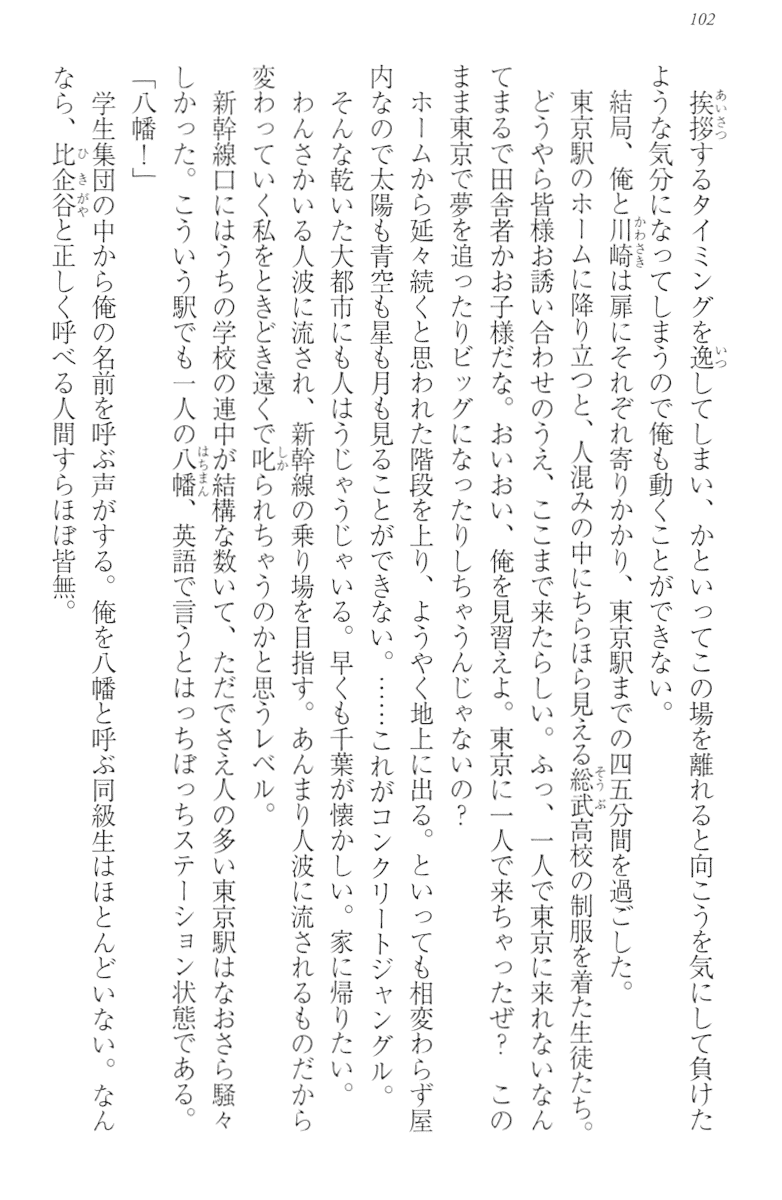 102
挨拶するタイミングを逸してしまい、かといってこの場を離れると向こうを気にして負けた
ような気分になってしまうので俺も動くことができない。
結局、俺と川崎は扉にそれぞれ寄りかかり、東京駅までの四五分間を過ごした。
東京駅のホームに降り立つと、人混みの中にちらほら見える総武高校の制服を着た生徒たち。
どうやら皆様お誘い合わせのうえ、ここまで来たらしい。ふっ、一人で東京に来れないなん
てまるで田舎者かお子様だな。おいおい、俺を見習えよ。東京に一人で来ちゃったぜ？　この
まま東京で夢を追ったりビッグになったりしちゃうんじゃないの？
ホームから延々続くと思われた階段を上り、ようやく地上に出る。といっても相変わらず屋
内なので太陽も青空も星も月も見ることができない。……これがコンクリートジャングル。
そんな乾いた大都市にも人はうじゃうじゃいる。早くも千葉が懐かしい。家に帰りたい。
わんさかいる人波に流され、新幹線の乗り場を目指す。あんまり人波に流されるものだから
変わっていく私をときどき遠くで叱られちゃうのかと思うレベル。
新幹線口にはうちの学校の連中が結構な数いて、ただでさえ人の多い東京駅はなおさら騒々
しかった。こういう駅でも一人の八幡、英語で言うとはっちぼっちステーション状態である。
「八幡！」
学生集団の中から俺の名前を呼ぶ声がする。俺を八幡と呼ぶ同級生はほとんどいない。なん
なら、比企谷と正しく呼べる人間すらほぼ皆無。